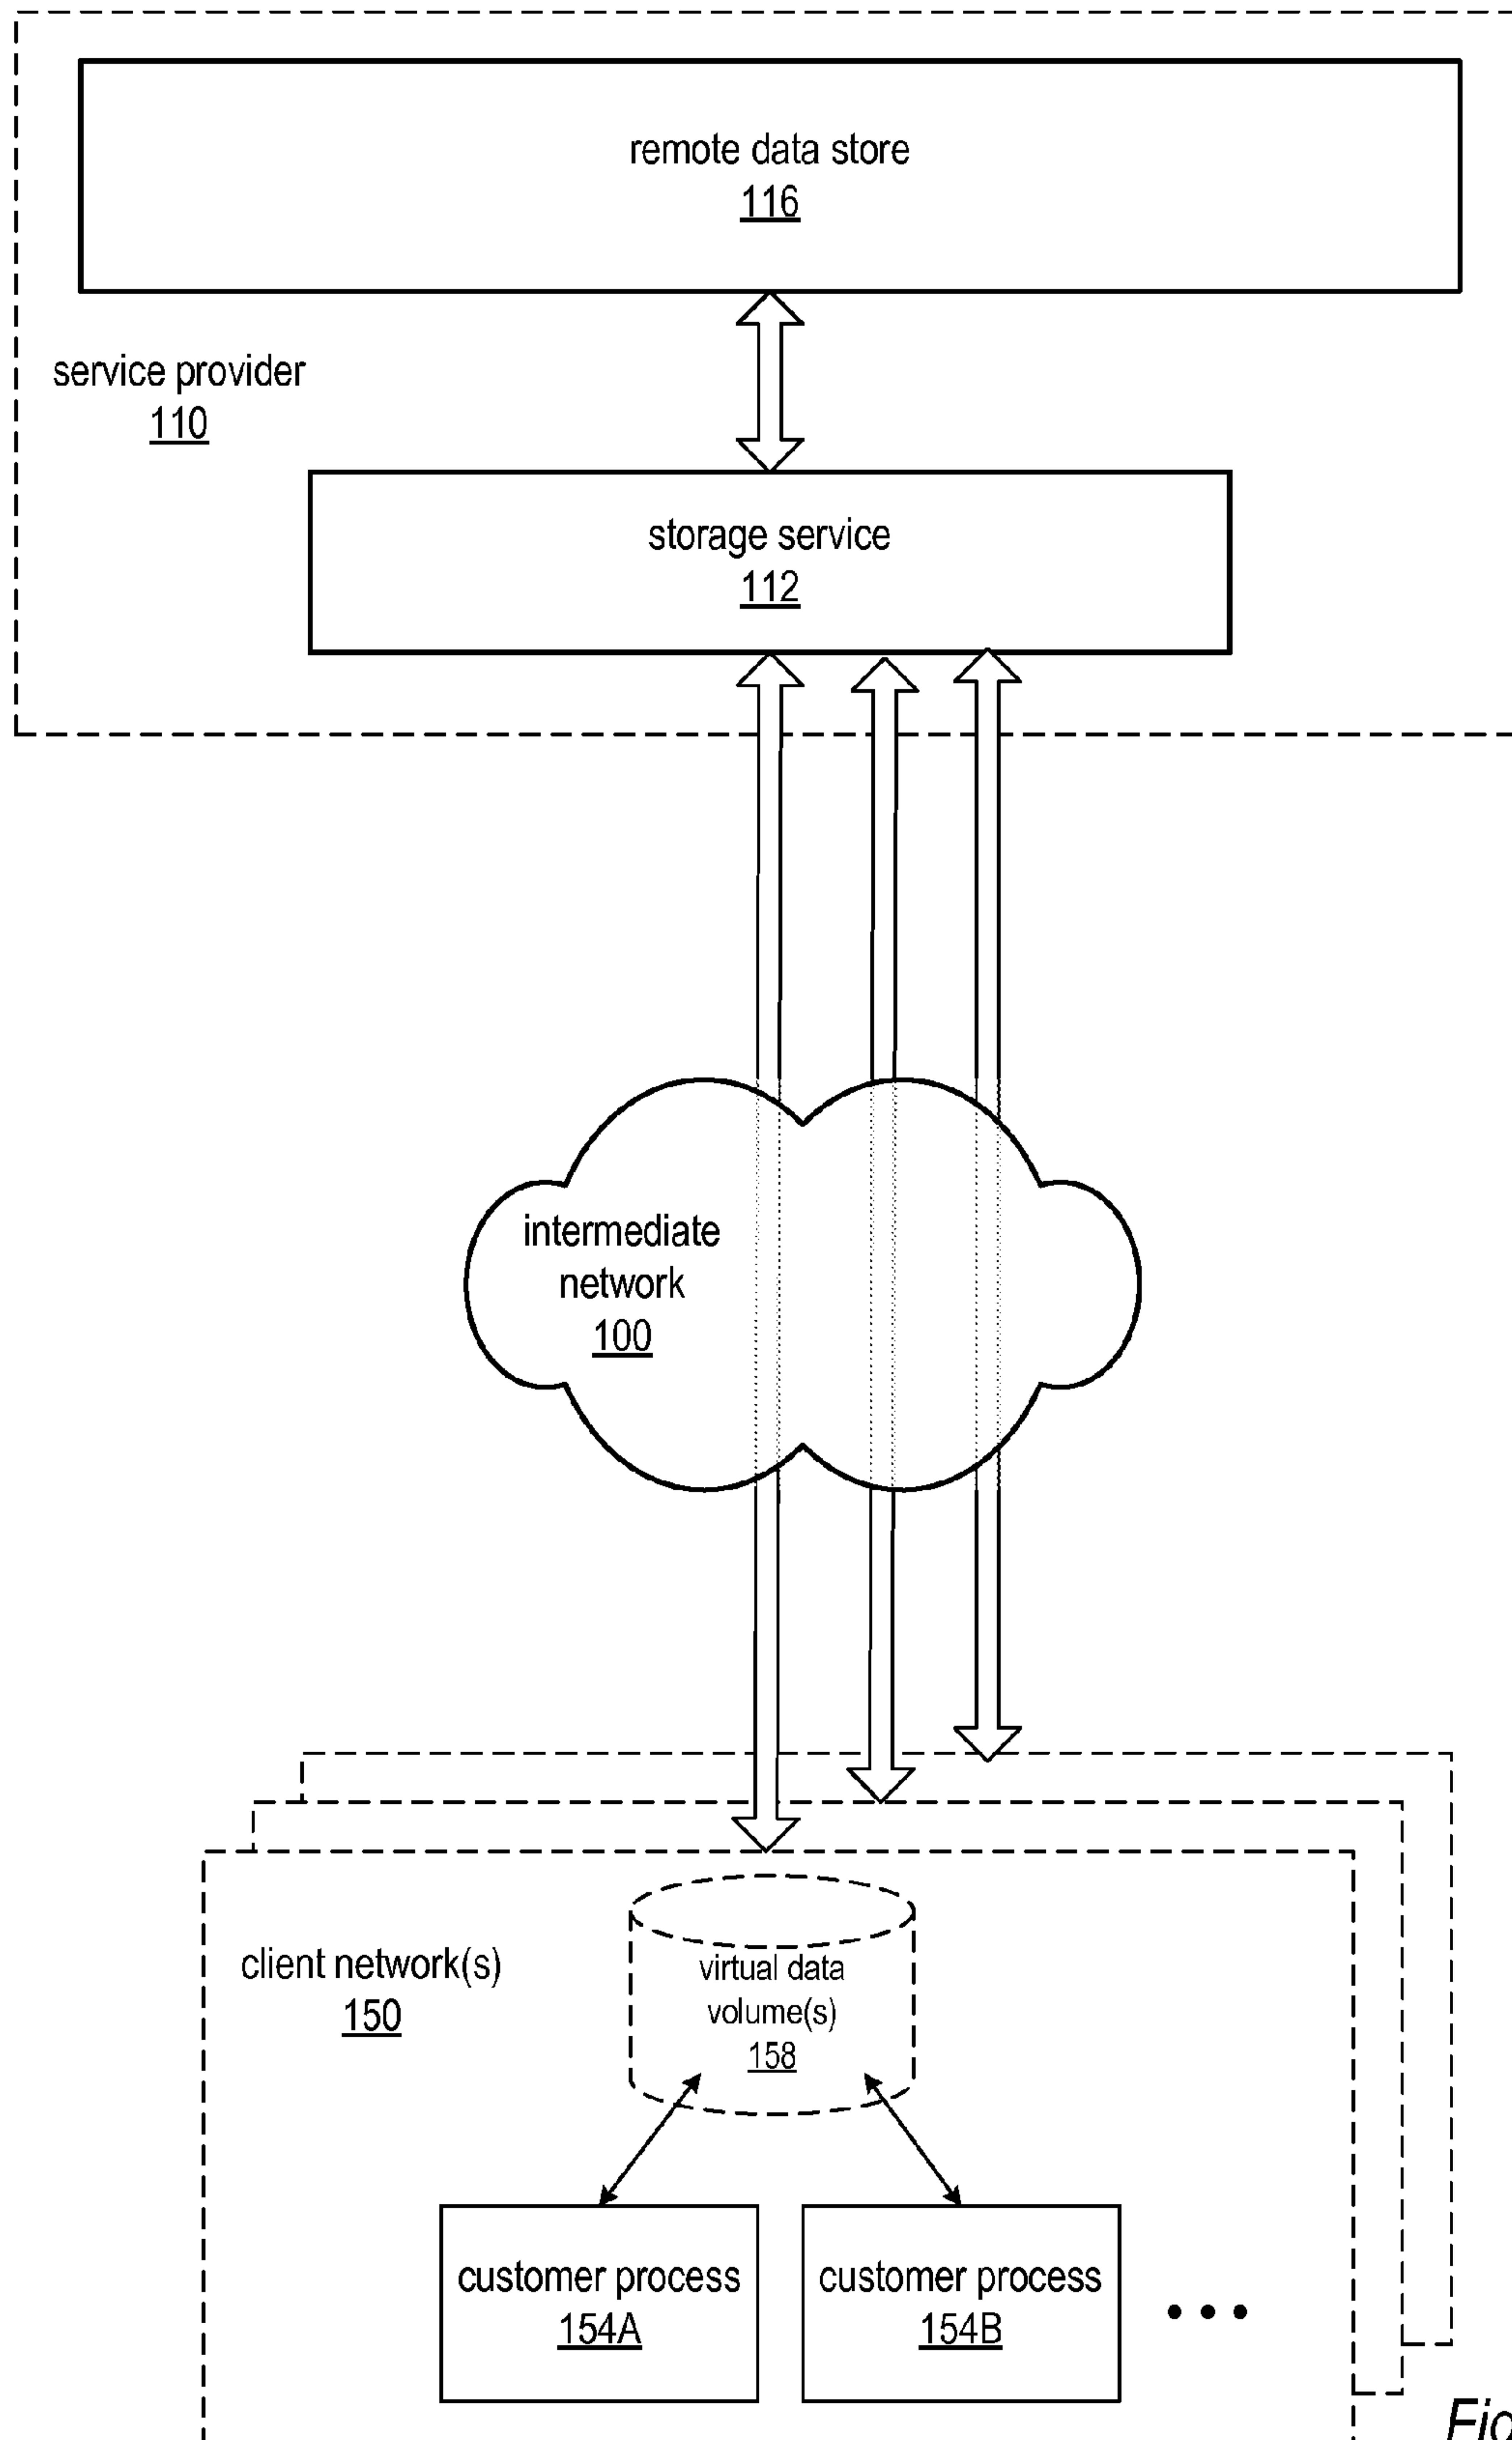 remote data store
116
service provider
110
storage service
112
intermediate
network
100
client network(s)
150
virtual data
volume(s)
158
customer process
154A
customer process
154B